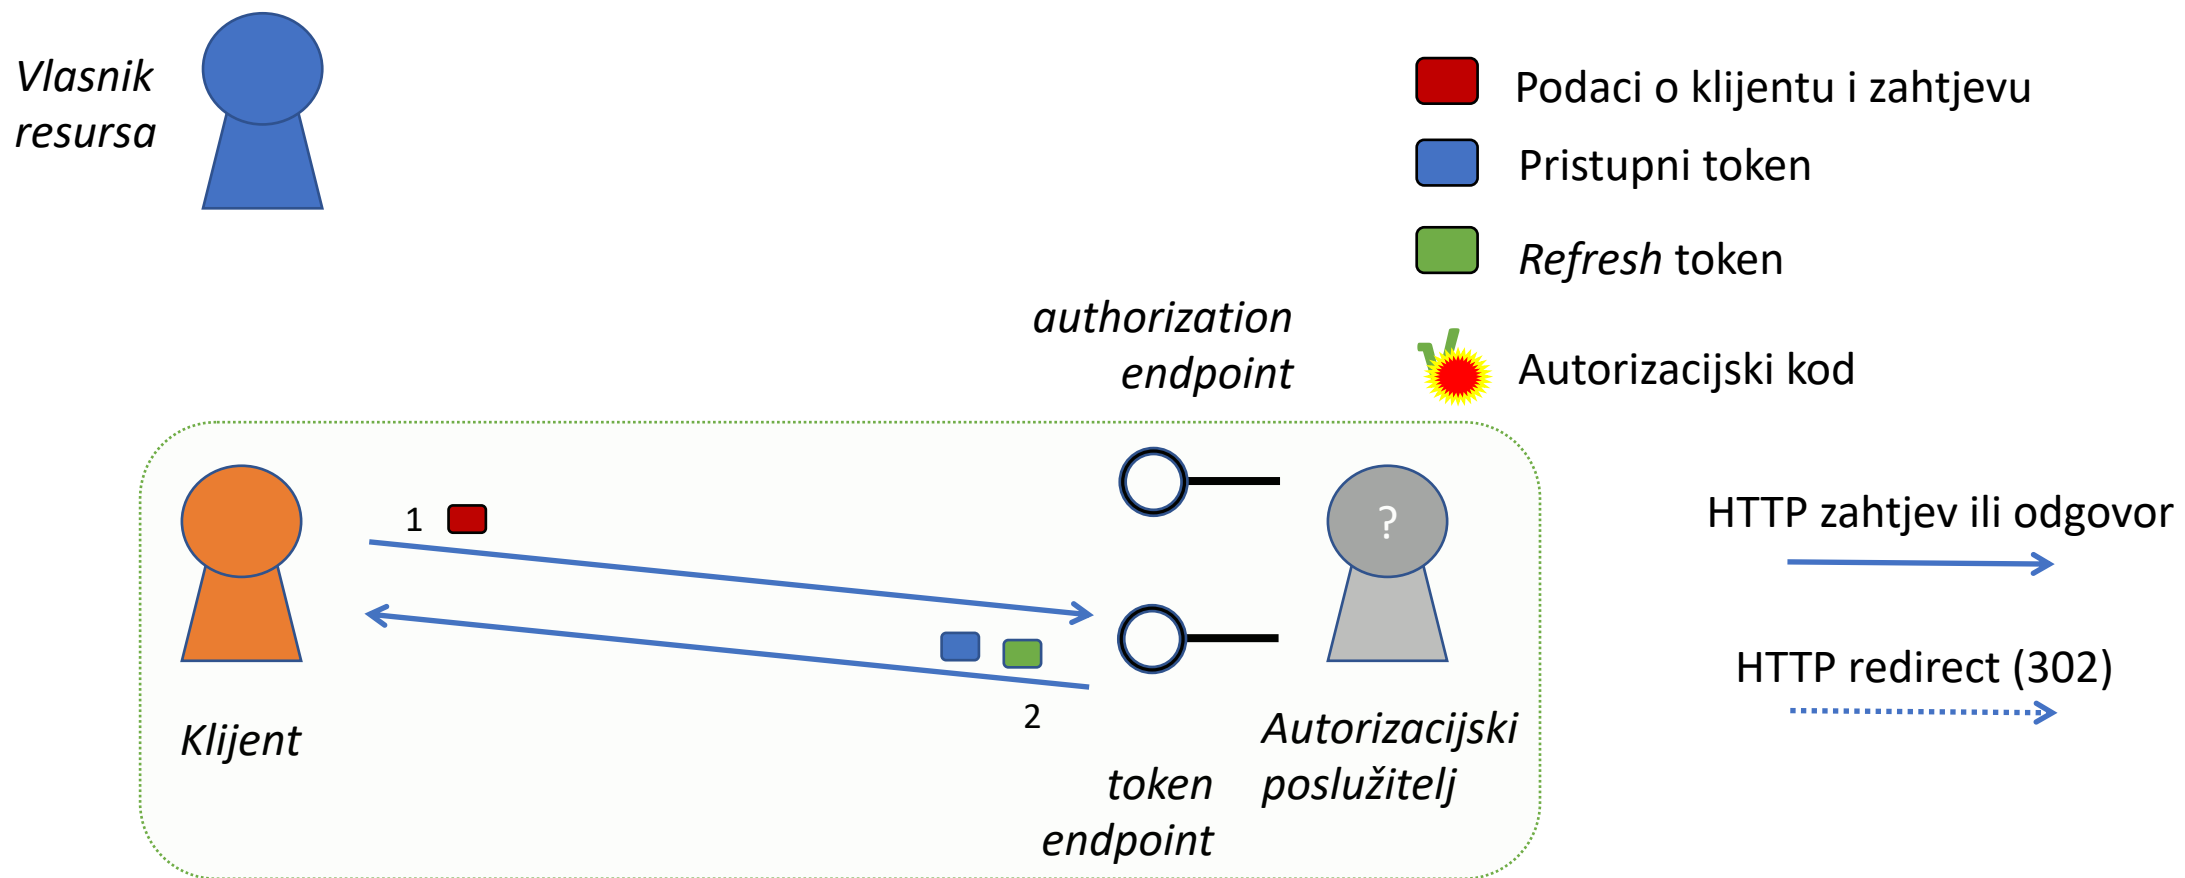 Vlasnik
resursa
Podaci o klijentu i zahtjevu
Pristupni token
Refresh token
authorization
endpoint
Autorizacijski kod
1
?
HTTP zahtjev ili odgovor
HTTP redirect (302)
2
Klijent
Autorizacijski
poslužitelj
token
endpoint